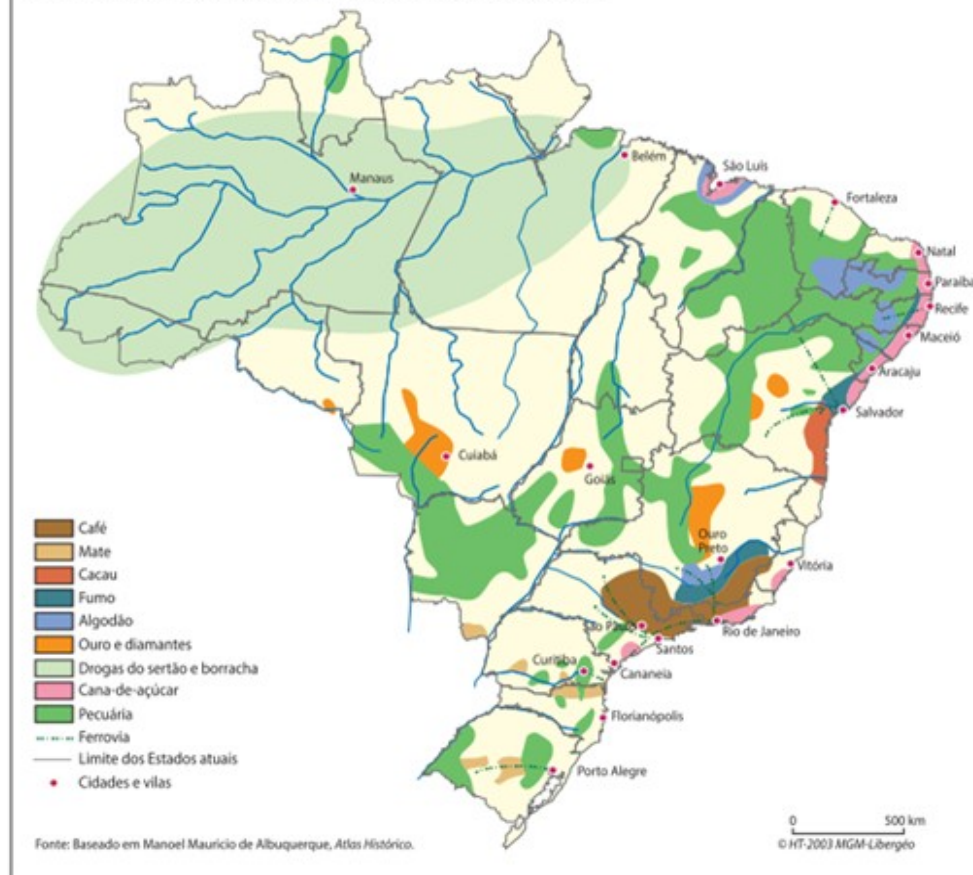 Manaus
Belém
São Luís
Fortaleza
Natal
Paraíba
Recife
Maceió
Aracaju
Salvador
Cuiabá
Goiás
Ouro
Preto
Vitória
São Paulo
Rio de Janeiro
Santos
Curitiba
Cananeia
Florianópolis
Porto Alegre
Café
Mate
Cacau
Fumo
Algodão
Ouro e diamantes
Drogas do sertão e borracha
Cana-de-açúcar
Pecuária
Ferrovia
Limite dos Estados atuais
Cidades e vilas
0 500 km
Fonte: Baseado em Manoel Mauricio de Albuquerque, Atlas Histórico.
© HT-2003 MGM-Libergéo